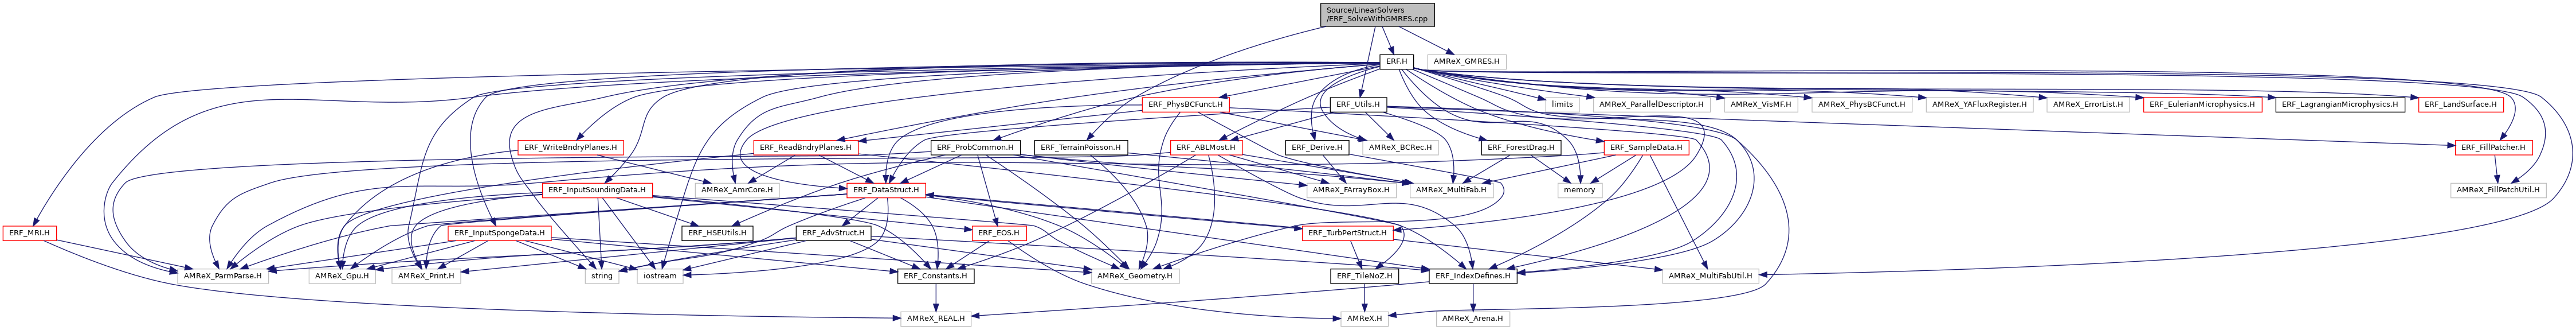 Source/LinearSolvers
/ERF_SolveWithGMRES.cpp
ERF.H
AMReX_GMRES.H
ERF_PhysBCFunct.H
ERF_Utils.H
limits
AMReX_ParallelDescriptor.H
AMReX_VisMF.H
AMReX_PhysBCFunct.H
AMReX_YAFluxRegister.H
AMReX_ErrorList.H
ERF_EulerianMicrophysics.H
ERF_LagrangianMicrophysics.H
ERF_LandSurface.H
ERF_WriteBndryPlanes.H
ERF_ReadBndryPlanes.H
ERF_ProbCommon.H
ERF_TerrainPoisson.H
ERF_ABLMost.H
ERF_Derive.H
AMReX_BCRec.H
ERF_ForestDrag.H
ERF_SampleData.H
ERF_FillPatcher.H
ERF_InputSoundingData.H
AMReX_AmrCore.H
ERF_DataStruct.H
AMReX_FArrayBox.H
AMReX_MultiFab.H
memory
AMReX_FillPatchUtil.H
ERF_MRI.H
ERF_InputSpongeData.H
ERF_HSEUtils.H
ERF_AdvStruct.H
ERF_EOS.H
ERF_TurbPertStruct.H
AMReX_ParmParse.H
AMReX_Gpu.H
AMReX_Print.H
string
iostream
ERF_Constants.H
AMReX_Geometry.H
ERF_TileNoZ.H
ERF_IndexDefines.H
AMReX_MultiFabUtil.H
AMReX_REAL.H
AMReX.H
AMReX_Arena.H